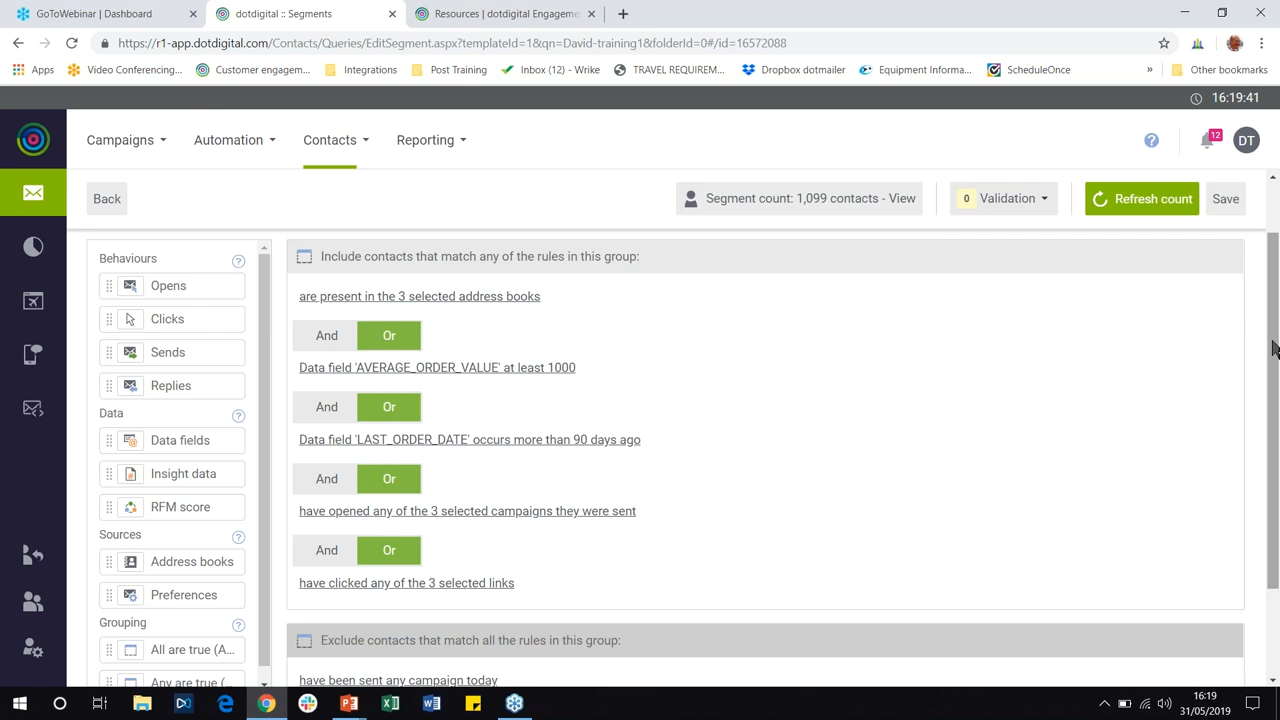 GoToWebinar | Dashboard
dotdigital :: Segments
Resources | dotdigital Engageme
https://r1-app.dotdigital.com/Contacts/Queries/EditSegment.aspx?templateId=1&qn=David-training1&folderId=0#/id=16572088
Apps
Video Conferencing...
Customer engagem...
Integrations
Post Training
Inbox (12) - Wrike
TRAVEL REQUIREM...
Dropbox dotmailer
Equipment Informa...
ScheduleOnce
»
Other bookmarks
16:19:41
Campaigns
Automation
Contacts
Reporting
12
DT
Back
Segment count: 1,099 contacts - View
0 Validation
Refresh count
Save
Behaviours
Opens
Clicks
Sends
Replies
Data
Data fields
Insight data
RFM score
Sources
Address books
Preferences
Grouping
All are true (A...
Any are true (...
Include contacts that match any of the rules in this group:
are present in the 3 selected address books
And Or
Data field 'AVERAGE_ORDER_VALUE' at least 1000
And Or
Data field 'LAST_ORDER_DATE' occurs more than 90 days ago
And Or
have opened any of the 3 selected campaigns they were sent
And Or
have clicked any of the 3 selected links
Exclude contacts that match all the rules in this group:
have been sent any campaign today
16:19
31/05/2019